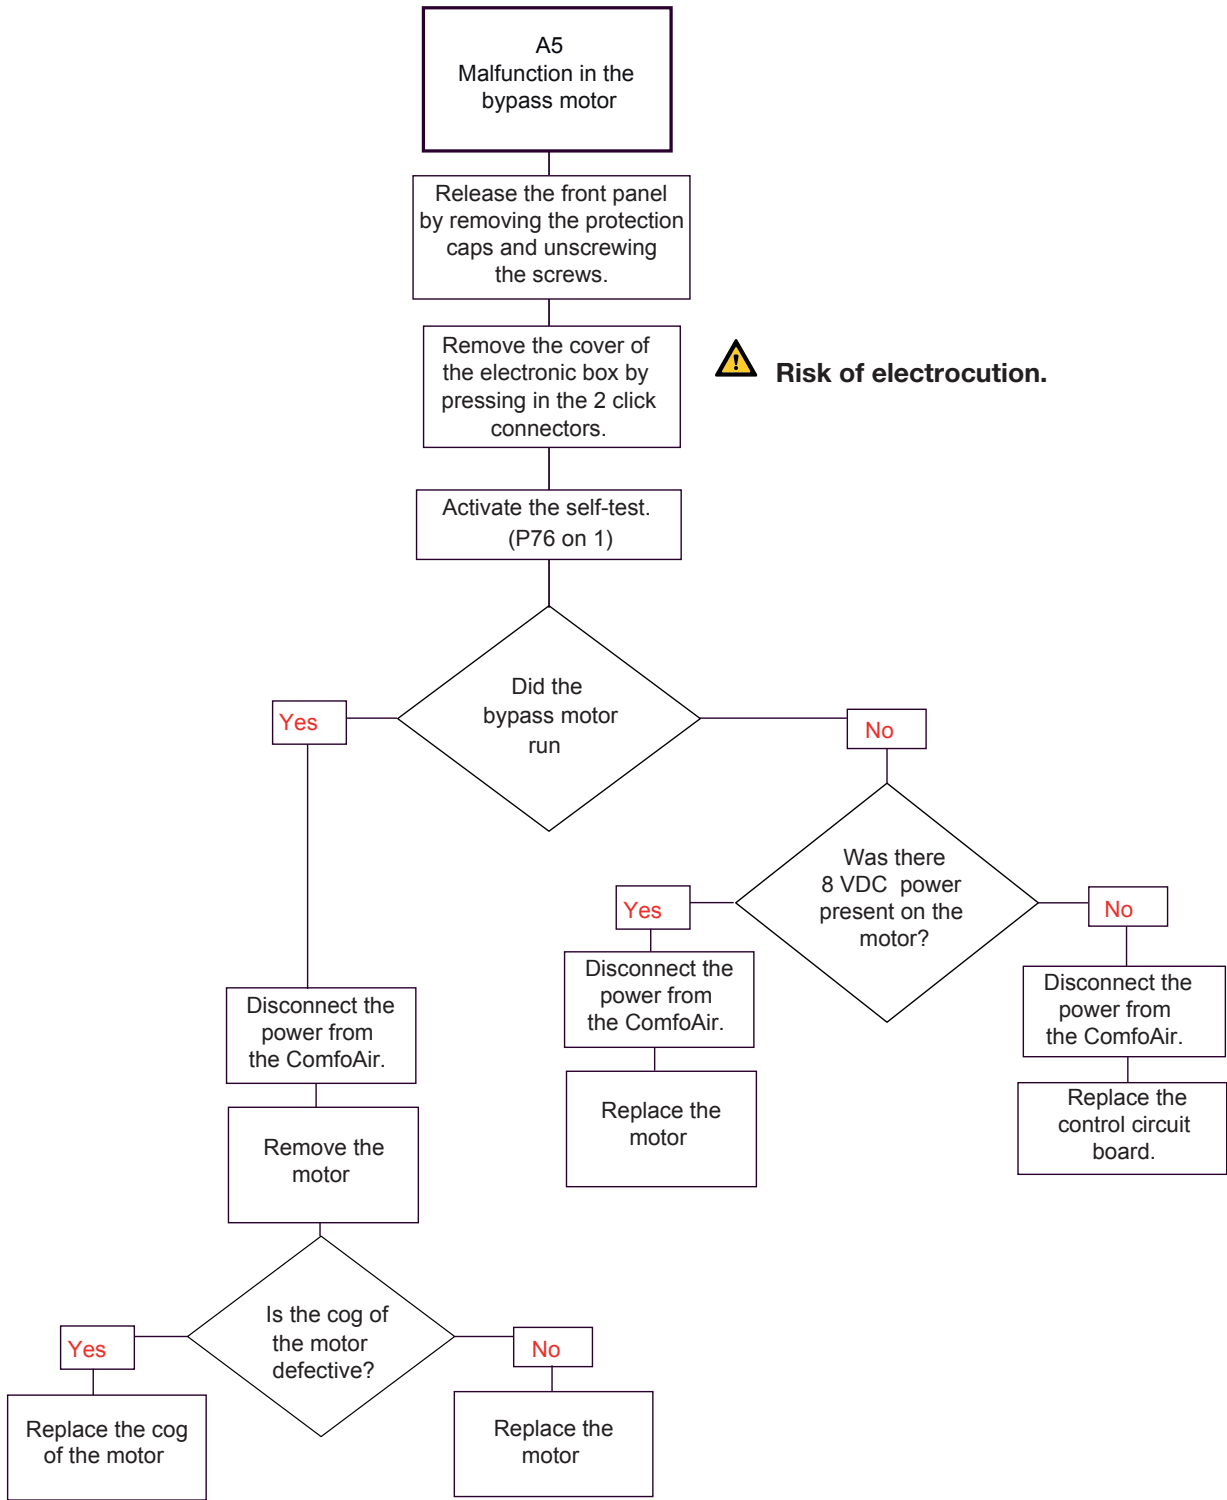 A5
Malfunction in the
bypass motor
Release the front panel
by removing the protection
caps and unscrewing
the screws.
Remove the cover of
the electronic box by
pressing in the 2 click
connectors.
Risk of electrocution.
Activate the self-test.
(P76 on 1)
Did the
bypass motor
run
Yes
No
Was there
8 VDC power
present on the
motor?
Yes
No
Disconnect the
power from
the ComfoAir.
Disconnect the
power from
the ComfoAir.
Disconnect the
power from
the ComfoAir.
Replace the
motor
Replace the
control circuit
board.
Remove the
motor
Is the cog of
the motor
defective?
Yes
No
Replace the cog
of the motor
Replace the
motor